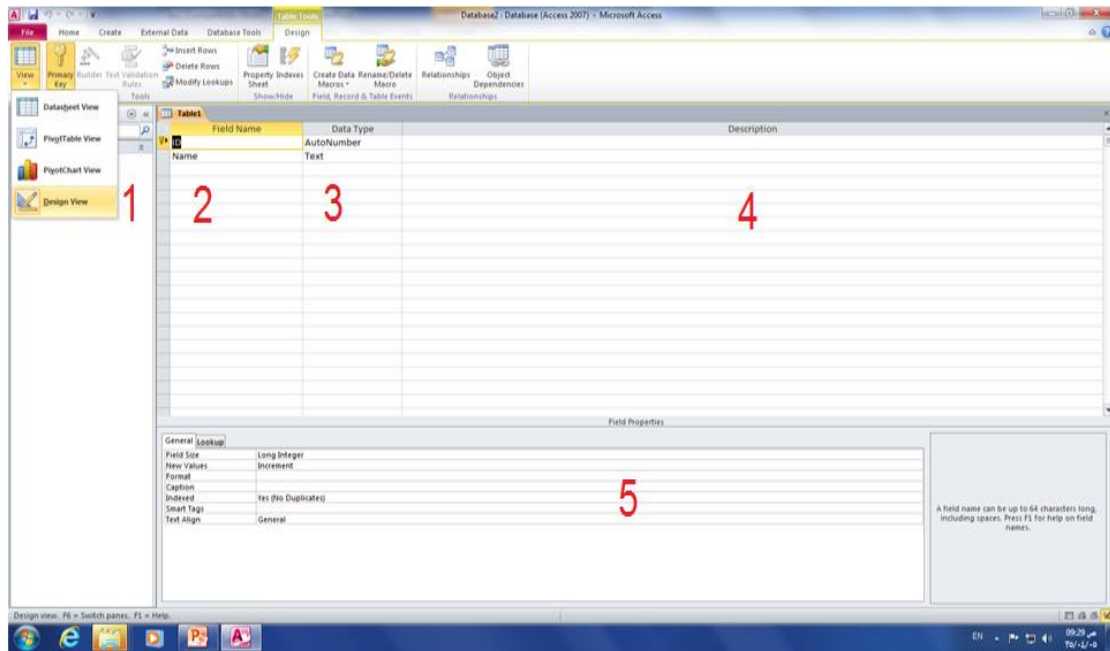 Table Tools
Database2 : Database (Access 2007) - Microsoft Access
File Home Create External Data Database Tools Design
View
Primary Key
Builder
Test Validation Rules
Insert Rows
Delete Rows
Modify Lookups
Property Sheet
Indexes
Create Data Macros
Rename/Delete Macro
Relationships
Object Dependencies
Tools
Show/Hide
Field, Record & Table Events
Relationships
Datasheet View
PivotTable View
PivotChart View
Design View
1
Table1
Field Name Data Type Description
ID AutoNumber
Name Text
2 3 4
Field Properties
General Lookup
Field Size Long Integer
New Values Increment
Format
Caption
Indexed Yes (No Duplicates)
Smart Tags
Text Align General
5
A field name can be up to 64 characters long,
including spaces. Press F1 for help on field
names.
Design view. F6 = Switch panes. F1 = Help.
EN
09:29 ص